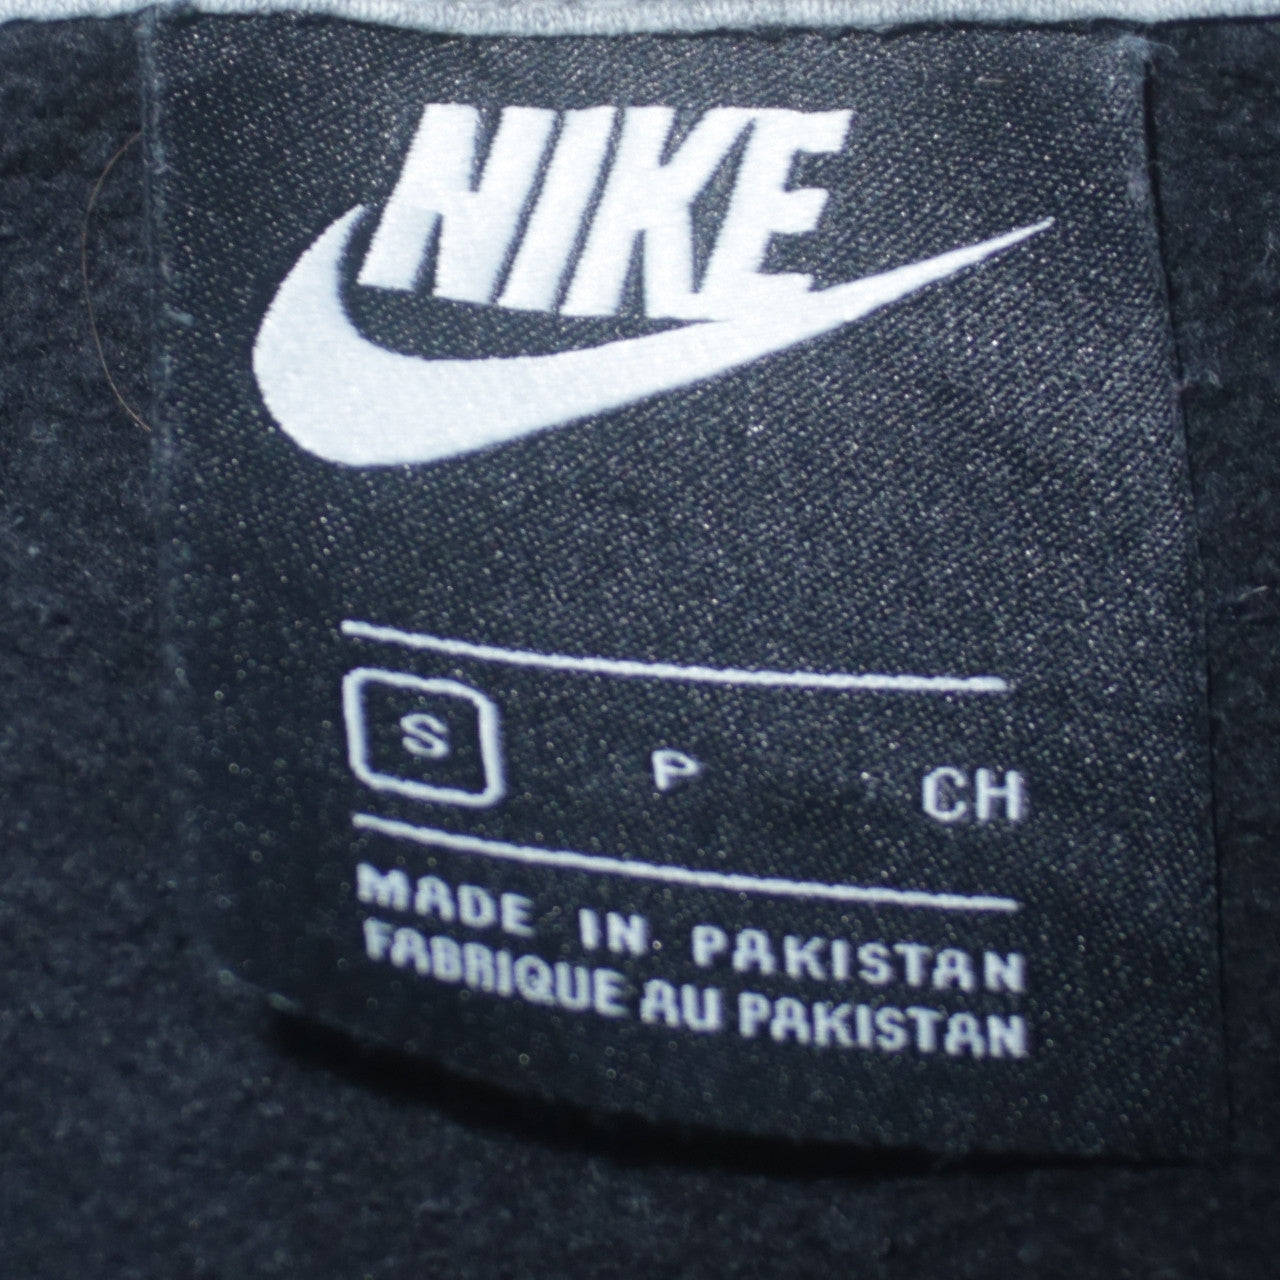 NIKE
S P CH
MADE IN PAKISTAN
FABRIQUE AU PAKISTAN